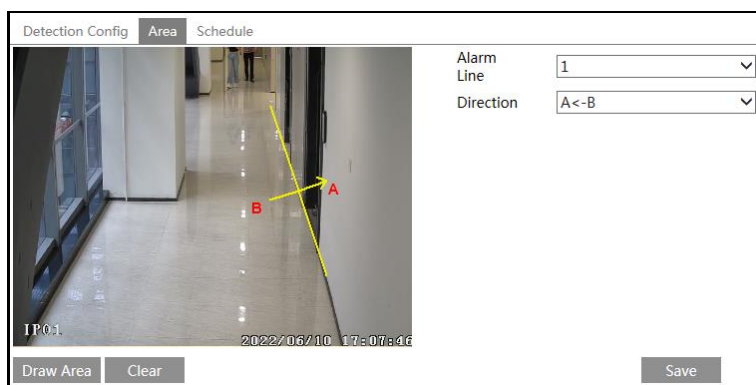 Detection Config Area Schedule
Alarm
Line
1
Direction
A<-B
A
B
IP01
2022/06/10 17:07:46
Draw Area Clear Save